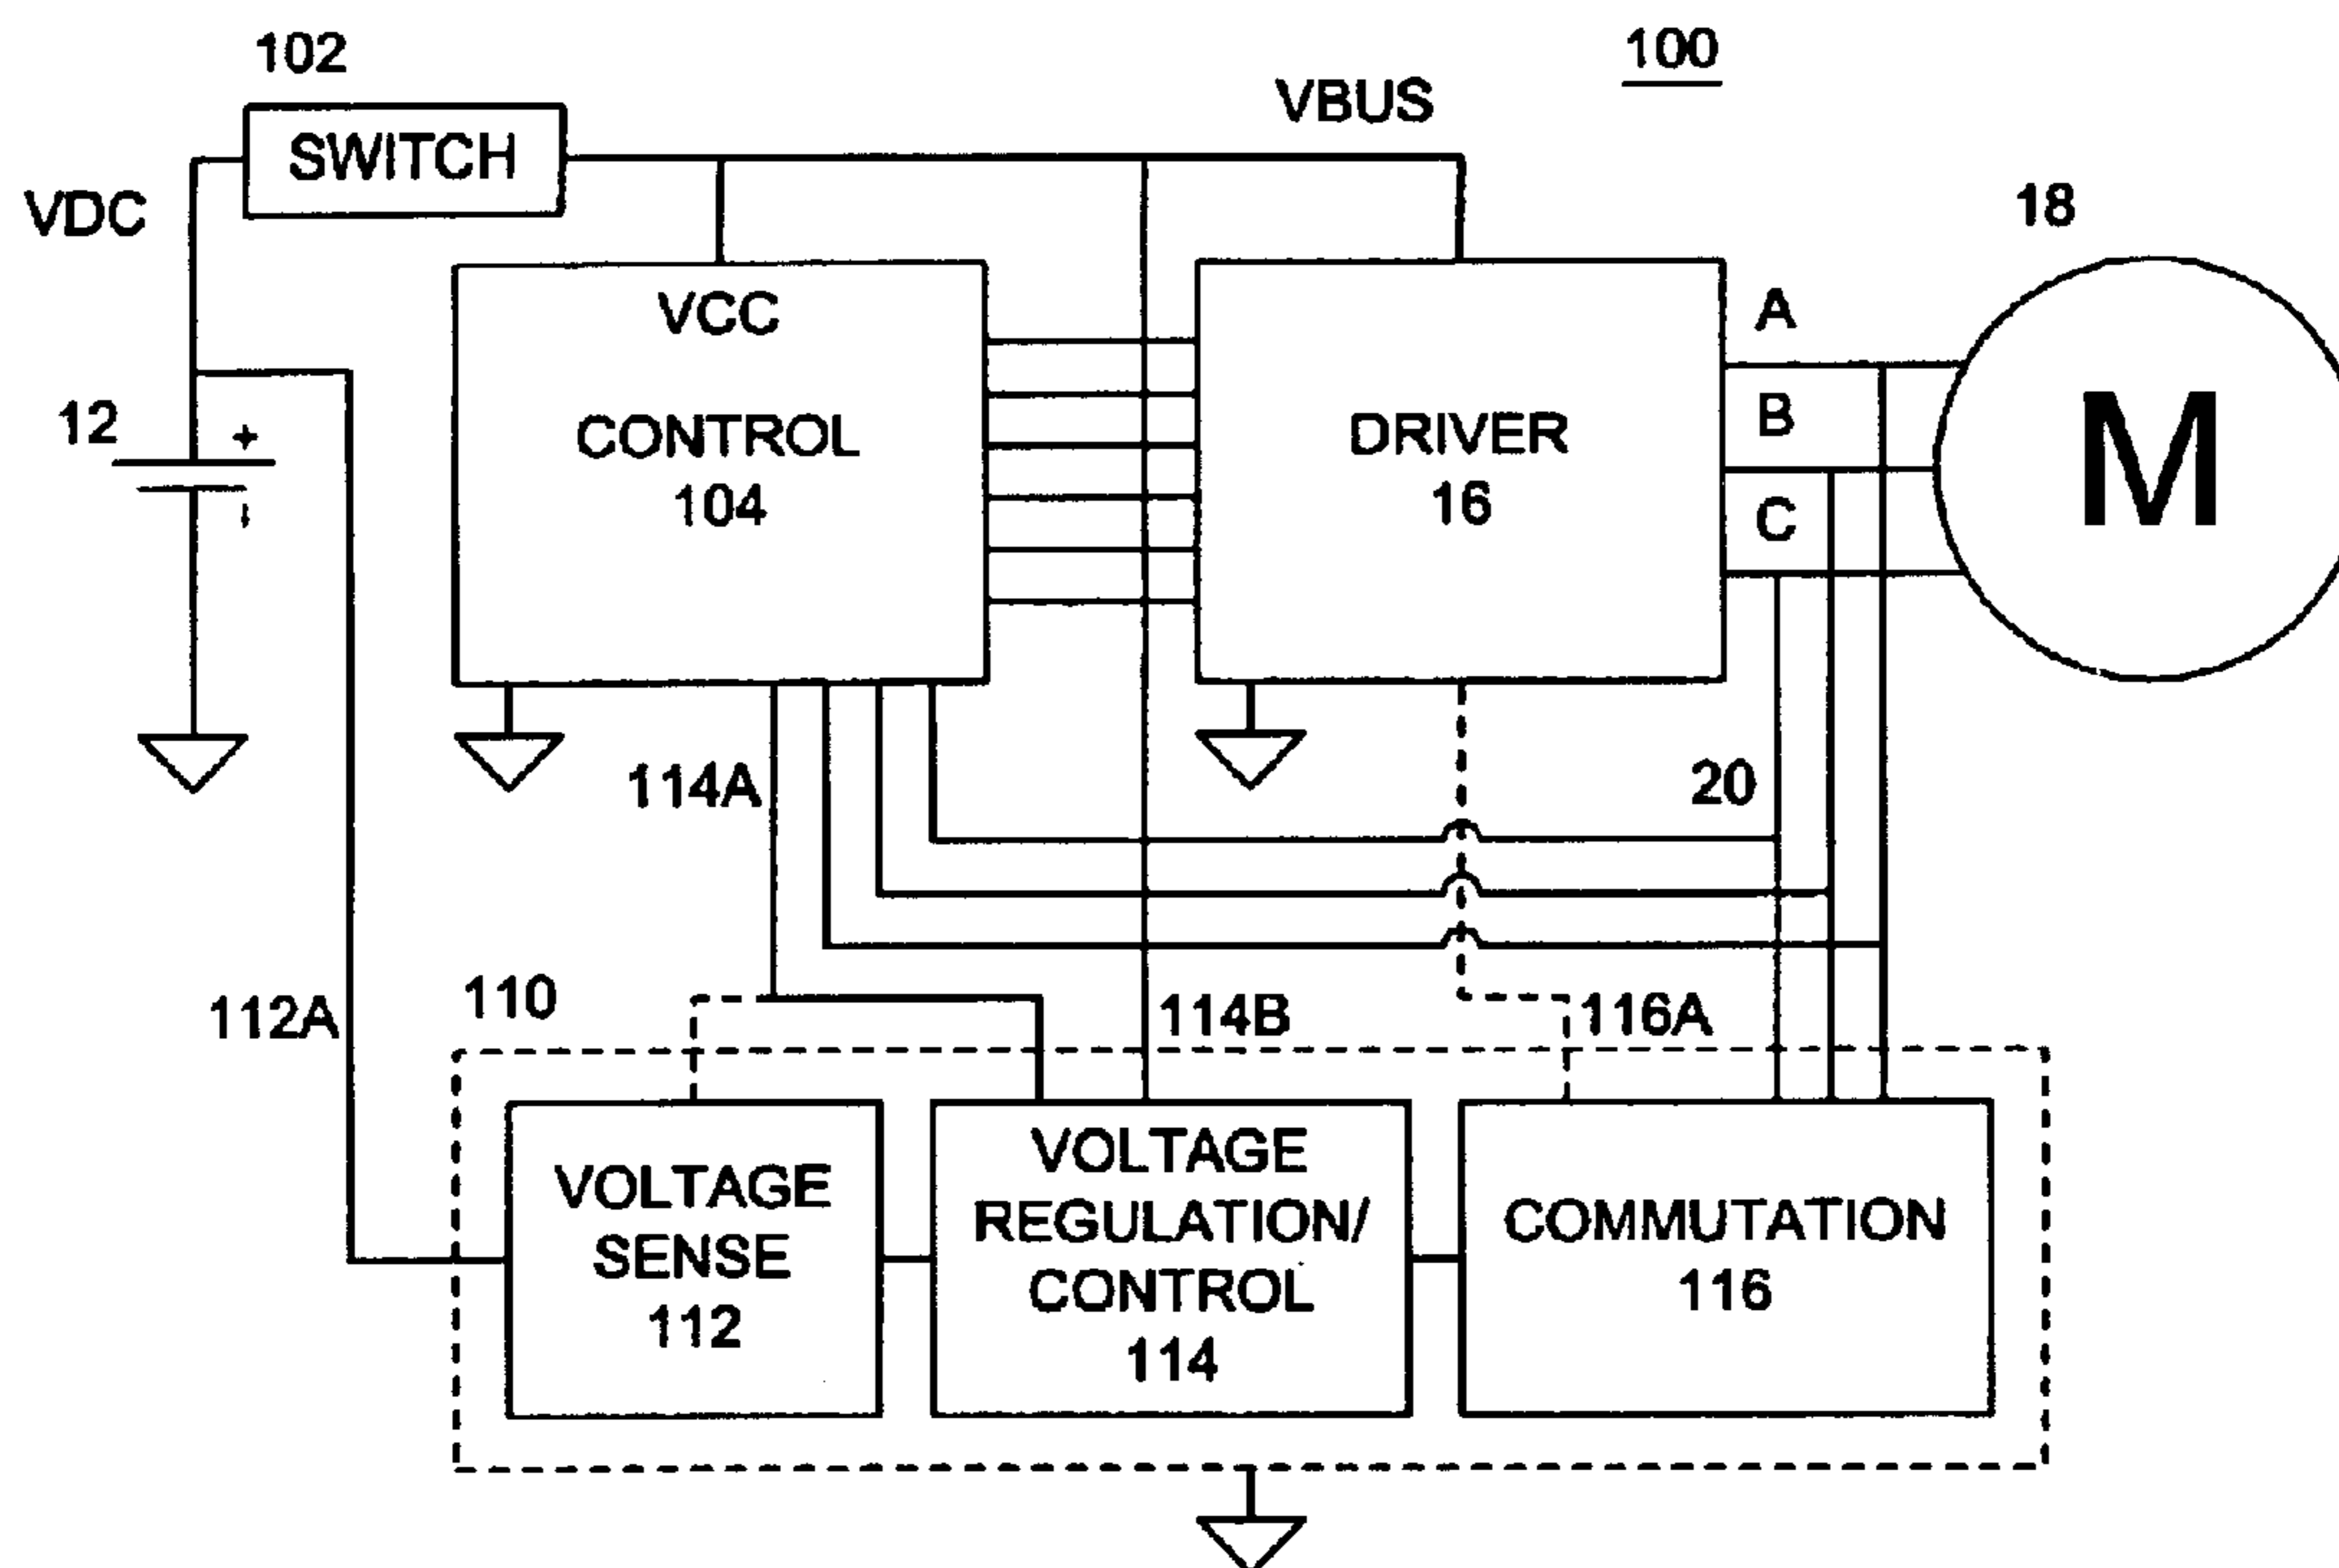 102
100
VBUS
SWITCH
VDC
18
VCC
A
12
+
B
CONTROL
DRIVER
M
104
16
C
-
114A
20
110
112A
114B
116A
VOLTAGE
SENSE
112
VOLTAGE
REGULATION/
CONTROL
114
COMMUTATION
116